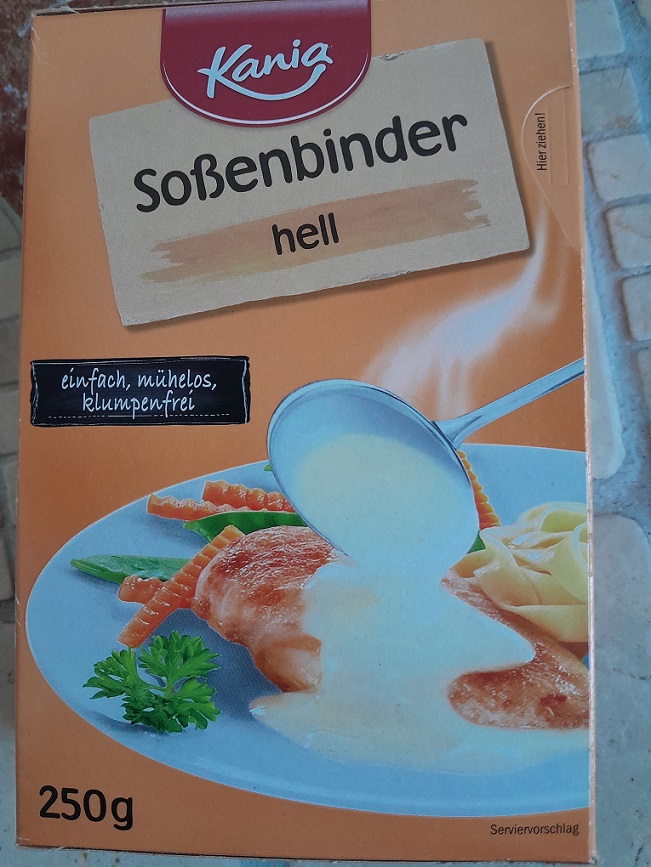 Kania
Soßenbinder
hell
Hier ziehen!
einfach, mühelos,
klumpenfrei
250g
Serviervorschlag